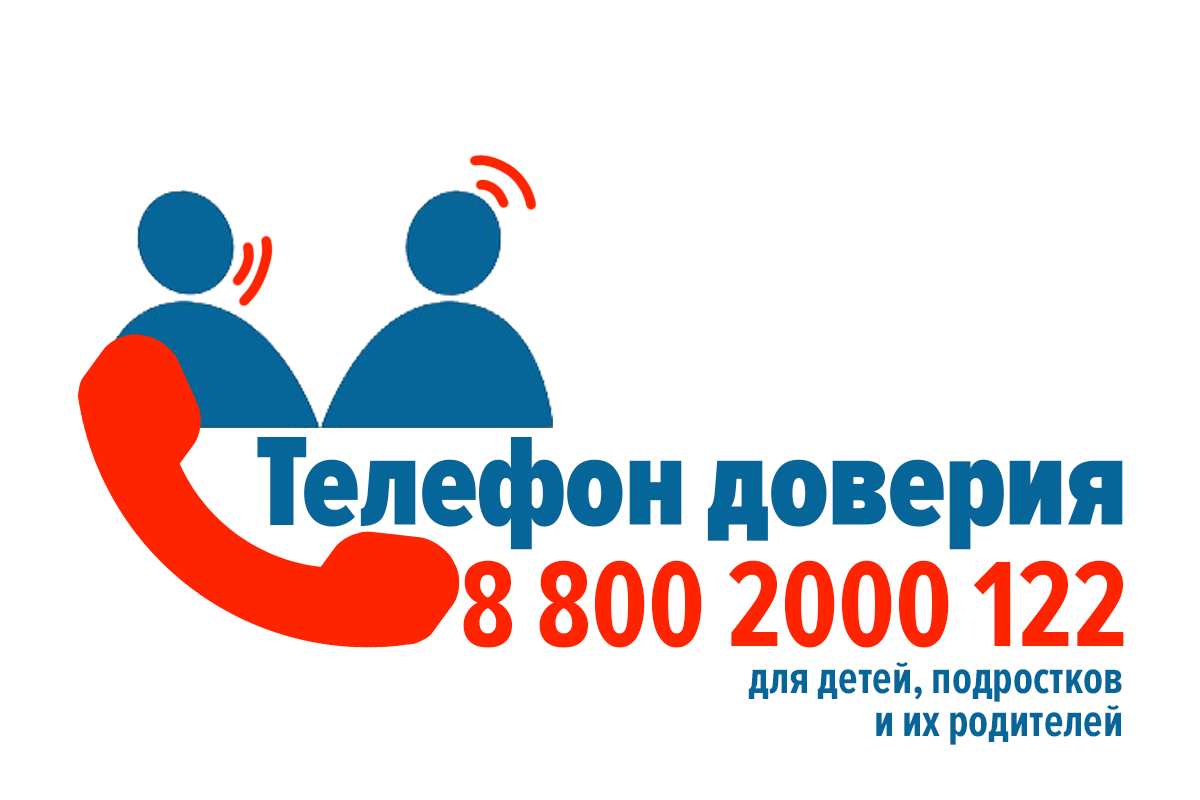 Телефон доверия
8 800 2000 122
для детей, подростков
и их родителей